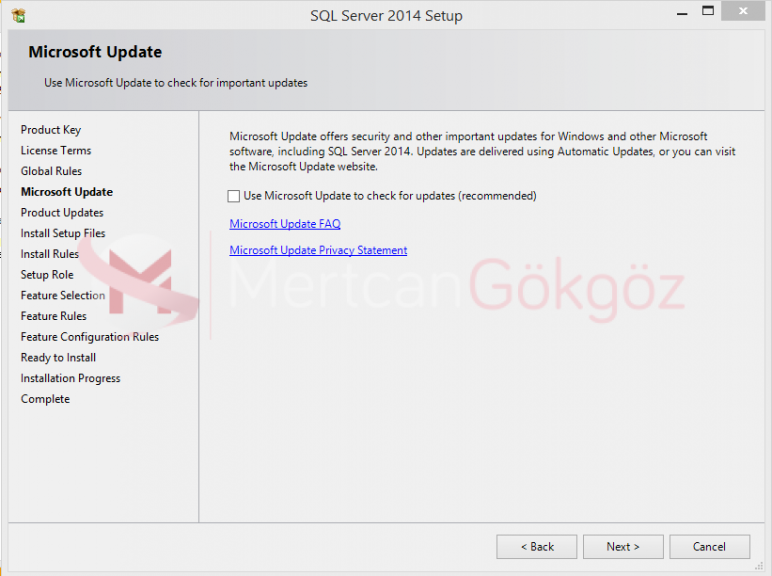 SQL Server 2014 Setup
Microsoft Update
Use Microsoft Update to check for important updates
Product Key
License Terms
Global Rules
Microsoft Update
Product Updates
Install Setup Files
Install Rules
Setup Role
Feature Selection
Feature Rules
Feature Configuration Rules
Ready to Install
Installation Progress
Complete
Microsoft Update offers security and other important updates for Windows and other Microsoft
software, including SQL Server 2014. Updates are delivered using Automatic Updates, or you can visit
the Microsoft Update website.
Use Microsoft Update to check for updates (recommended)
Microsoft Update FAQ
Microsoft Update Privacy Statement
MertcanGökgöz
< Back
Next >
Cancel